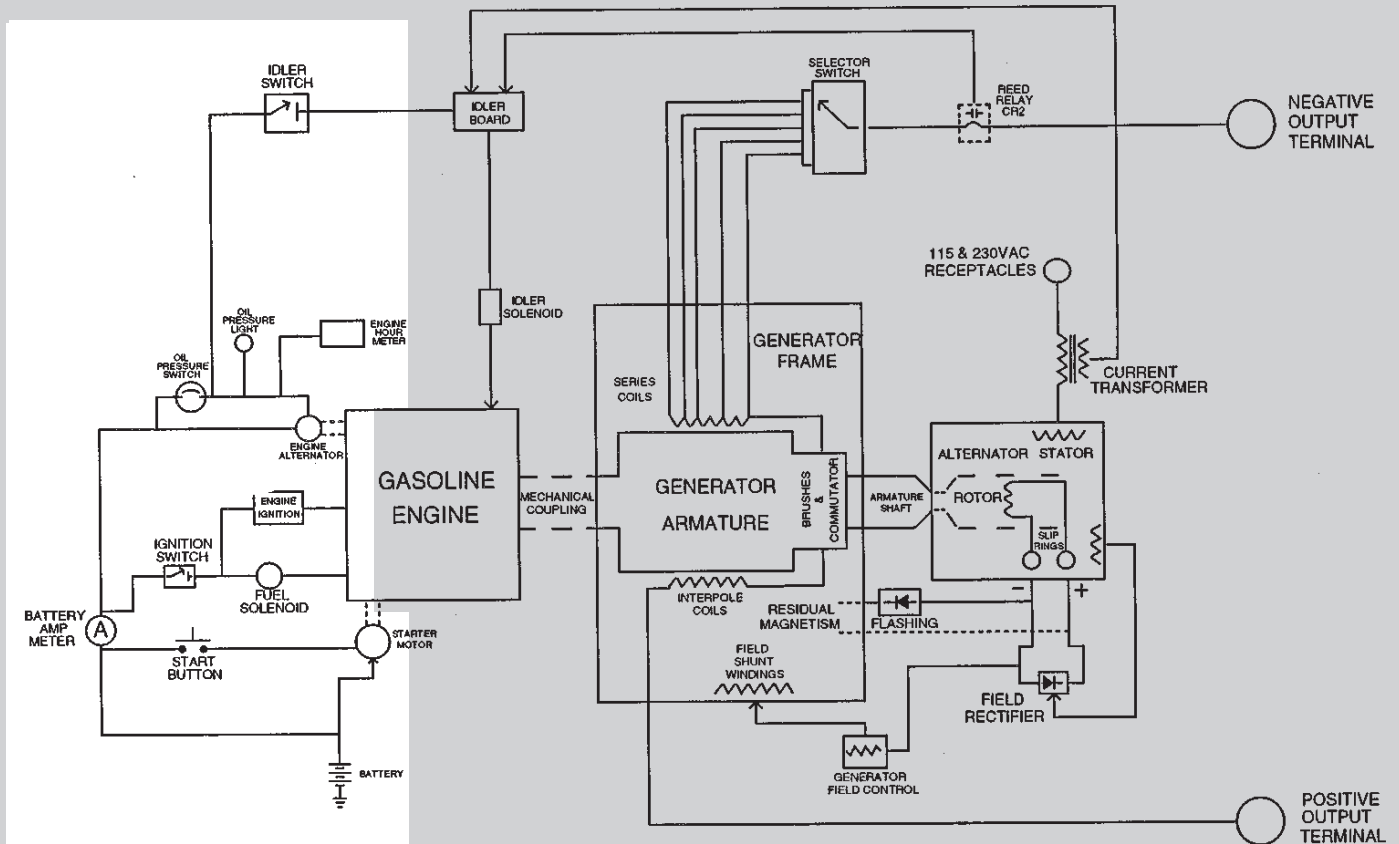 IDLER
SWITCH
IDLER
BOARD
SELECTOR
SWITCH
REED
RELAY
CR2
NEGATIVE
OUTPUT
TERMINAL
115 & 230VAC
RECEPTACLES
IDLER
SOLENOID
OIL
PRESSURE
LIGHT
ENGINE
HOUR
METER
OIL
PRESSURE
SWITCH
GENERATOR
FRAME
SERIES
COILS
CURRENT
TRANSFORMER
ENGINE
ALTERNATOR
GASOLINE
ENGINE
MECHANICAL
COUPLING
GENERATOR
ARMATURE
BRUSHES
&
COMMUTATOR
ARMATURE
SHAFT
ALTERNATOR
STATOR
ROTOR
SLIP
RINGS
ENGINE
IGNITION
IGNITION
SWITCH
FUEL
SOLENOID
BATTERY
AMP
METER
A
START
BUTTON
STARTER
MOTOR
BATTERY
INTERPOLE
COILS
RESIDUAL
MAGNETISM
FLASHING
-
+
FIELD
SHUNT
WINDINGS
FIELD
RECTIFIER
GENERATOR
FIELD CONTROL
POSITIVE
OUTPUT
TERMINAL